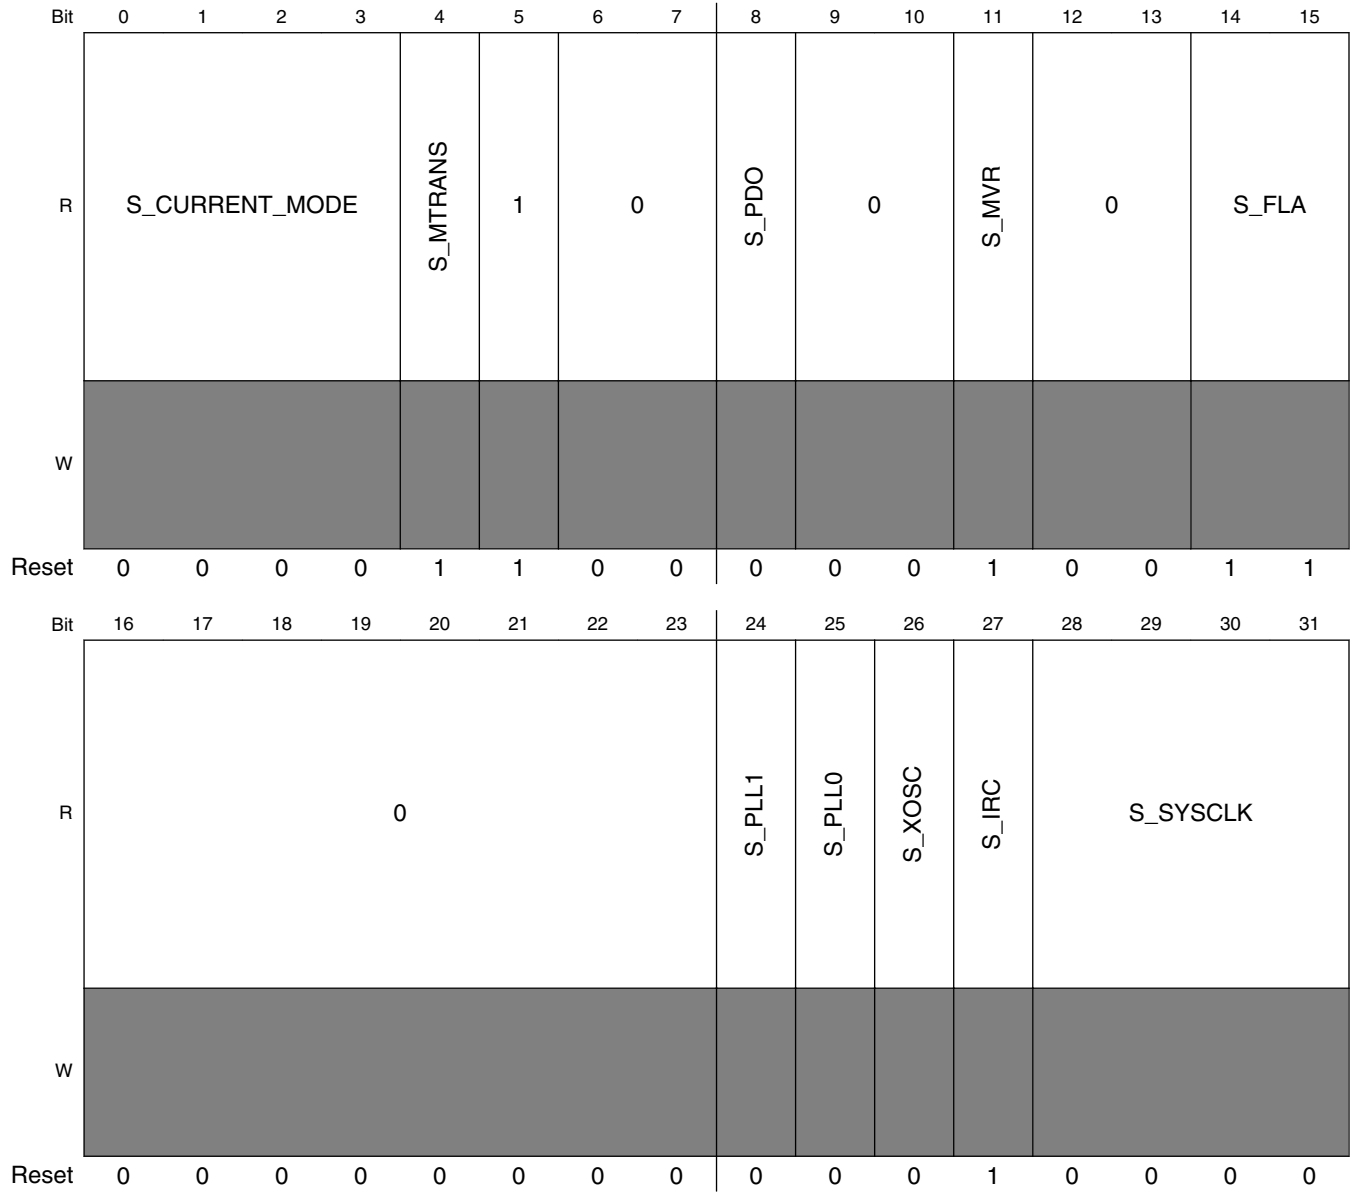 Bit 0 1 2 3 4 5 6 7 8 9 10 11 12 13 14 15
R S_CURRENT_MODE S_MTRANS 1 0 S_PDO 0 S_MVR 0 S_FLA
W
Reset 0 0 0 0 1 1 0 0 0 0 0 1 0 0 1 1
Bit 16 17 18 19 20 21 22 23 24 25 26 27 28 29 30 31
R 0 S_PLL1 S_PLL0 S_XOSC S_IRC S_SYSCLK
W
Reset 0 0 0 0 0 0 0 0 0 0 0 1 0 0 0 0